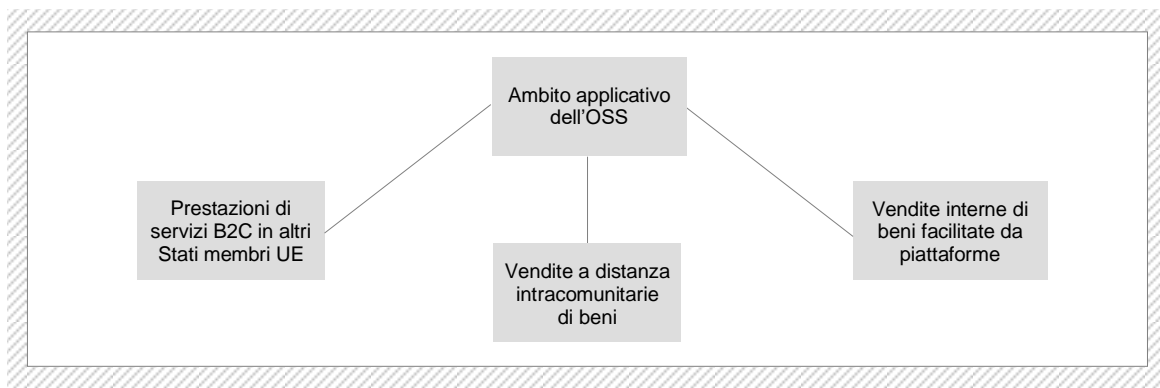 Ambito applicativo
dell'OSS
Prestazioni di
servizi B2C in altri
Stati membri UE
Vendite a distanza
intracomunitarie
di beni
Vendite interne di
beni facilitate da
piattaforme